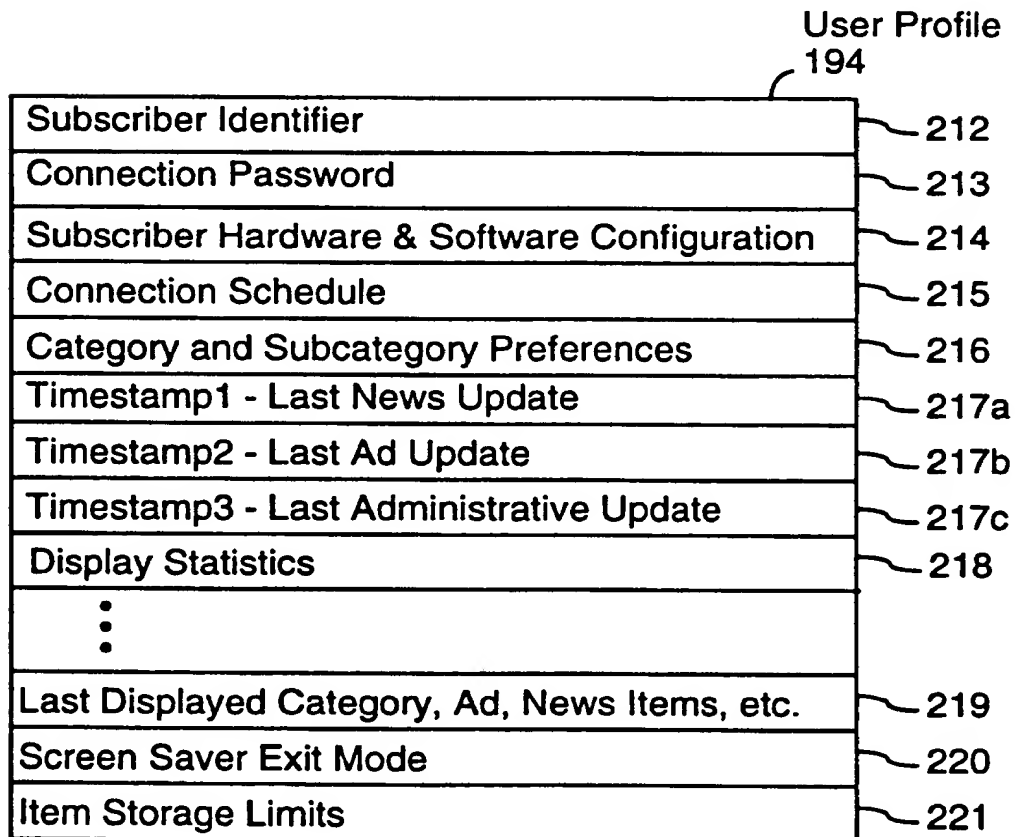 User Profile
194
Subscriber Identifier 212
Connection Password 213
Subscriber Hardware & Software Configuration 214
Connection Schedule 215
Category and Subcategory Preferences 216
Timestamp1 - Last News Update 217a
Timestamp2 - Last Ad Update 217b
Timestamp3 - Last Administrative Update 217c
Display Statistics 218
Last Displayed Category, Ad, News Items, etc. 219
Screen Saver Exit Mode 220
Item Storage Limits 221